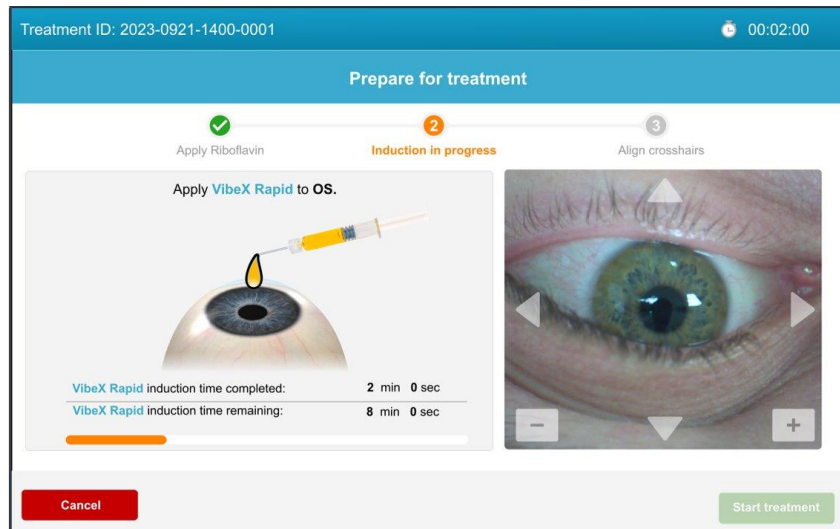 Treatment ID: 2023-0921-1400-0001
00:02:00
Prepare for treatment
2
3
Apply Riboflavin
Induction in progress
Align crosshairs
Apply VibeX Rapid to OS.
VibeX Rapid induction time completed: 2 min 0 sec
VibeX Rapid induction time remaining: 8 min 0 sec
− +
Cancel
Start treatment